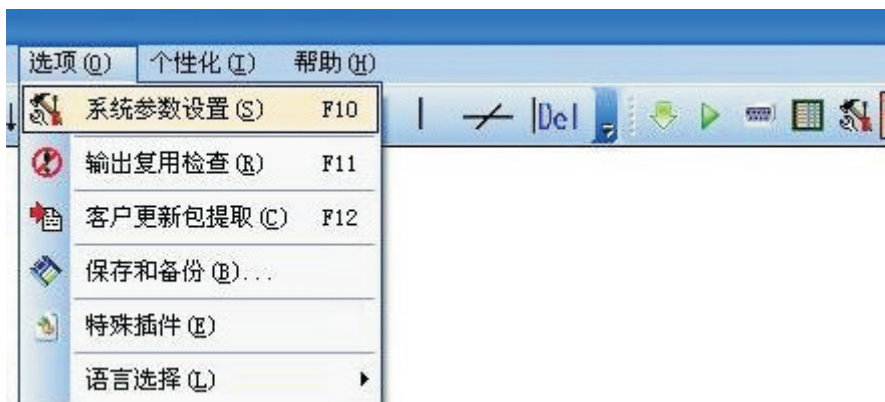 选项(O) 个性化(I) 帮助(H)
Del
系统参数设置(S) F10
输出复用检查(R) F11
客户更新包提取(C) F12
保存和备份(B)...
特殊插件(E)
语言选择(L)